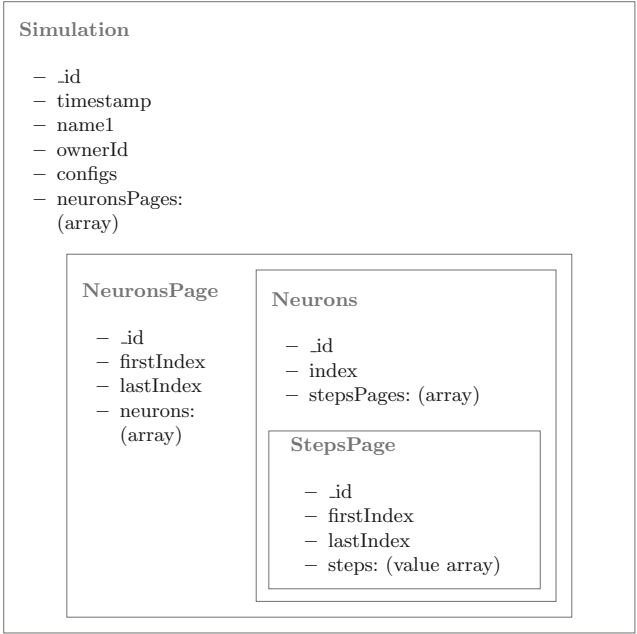 Simulation
– _id
– timestamp
– name1
– ownerId
– configs
– neuronsPages:
(array)
NeuronsPage
– _id
– firstIndex
– lastIndex
– neurons:
(array)
Neurons
– _id
– index
– stepsPages: (array)
StepsPage
– _id
– firstIndex
– lastIndex
– steps: (value array)